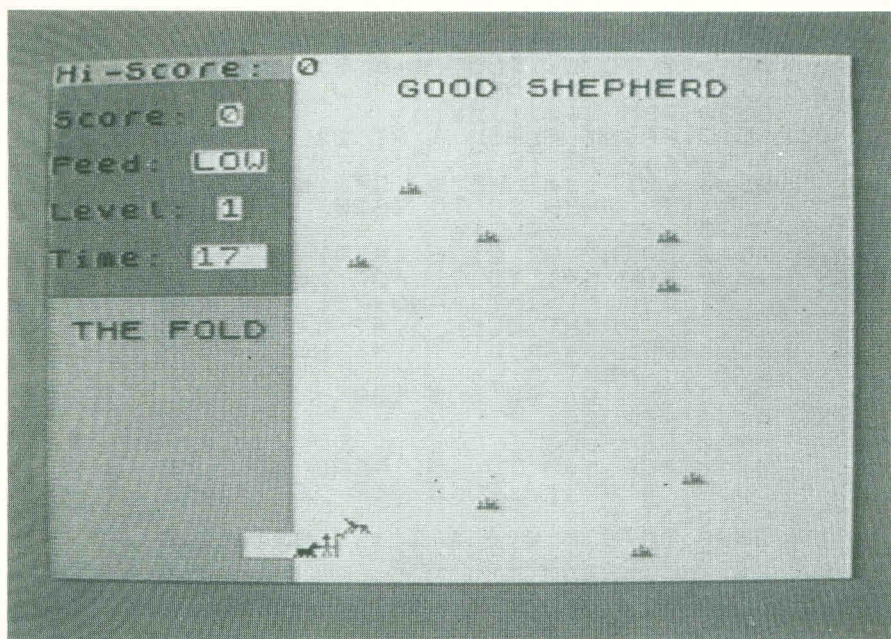 Hi-Score: 0
GOOD SHEPHERD
Score: 0
Feed: LOW
Level: 1
Time: 17
THE FOLD